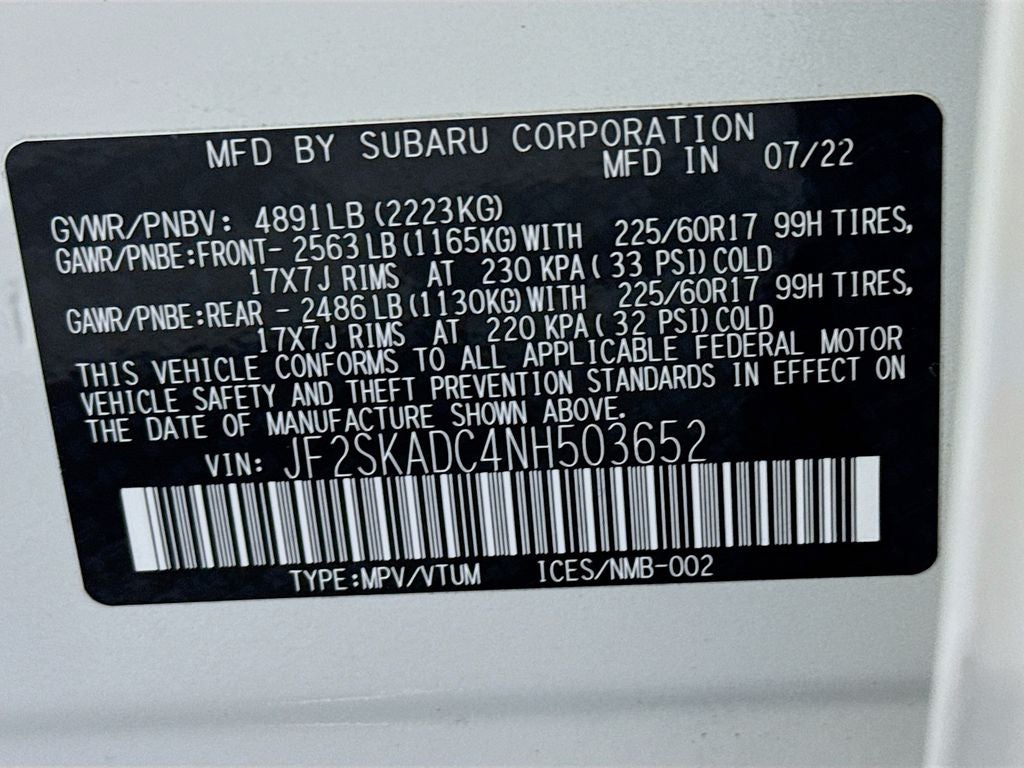 MFD BY SUBARU CORPORATION
MFD IN 07/22
GVWR/PNBV: 4891LB (2223KG)
GAWR/PNBE:FRONT- 2563LB (1165KG) WITH 225/60R17 99H TIRES,
17X7J RIMS AT 230 KPA ( 33 PSI) COLD
GAWR/PNBE:REAR - 2486LB (1130KG) WITH 225/60R17 99H TIRES,
17X7J RIMS AT 220 KPA ( 32 PSI) COLD
THIS VEHICLE CONFORMS TO ALL APPLICABLE FEDERAL MOTOR
VEHICLE SAFETY AND THEFT PREVENTION STANDARDS IN EFFECT ON
THE DATE OF MANUFACTURE SHOWN ABOVE.
VIN: JF2SKADC4NH503652
TYPE:MPV/VTUM ICES/NMB-002